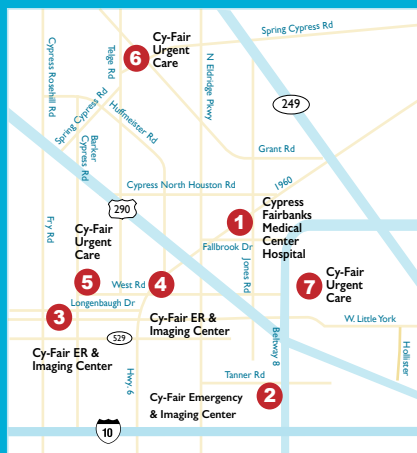 Spring Cypress Rd
Cy-Fair
Urgent
Care
6
Telge Rd
Cypress Rosehill Rd
N Eldridge Pkwy
249
Spring Cypress Rd
Huffmeister Rd
Barker
Cypress Rd
Grant Rd
Cypress North Houston Rd
1960
290
1
Cypress
Fairbanks
Medical
Center
Hospital
Fry Rd
Cy-Fair
Urgent
Care
5
Fallbrook Dr
Jones Rd
7
Cy-Fair
Urgent
Care
West Rd
4
Longenbaugh Dr
3
Cy-Fair ER &
Imaging Center
W. Little York
529
Cy-Fair ER &
Imaging Center
Beltway 8
Hollister
Hwy. 6
Tanner Rd
Cy-Fair Emergency
& Imaging Center
2
10